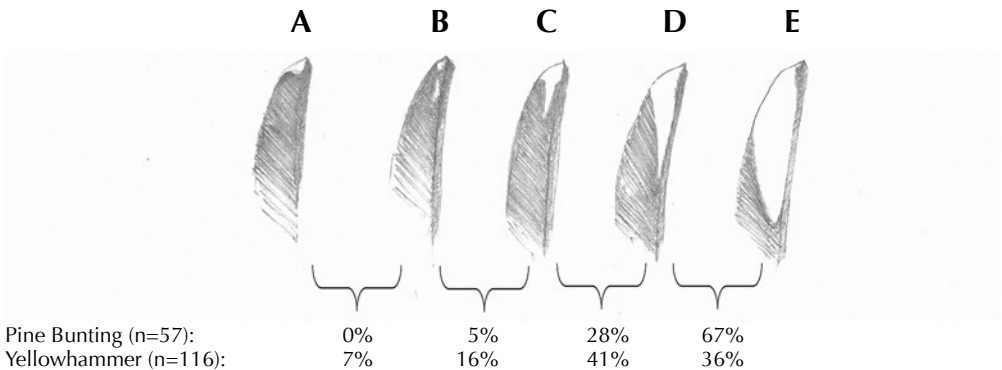 A B C D E
Pine Bunting (n=57): 0% 5% 28% 67%
Yellowhammer (n=116): 7% 16% 41% 36%